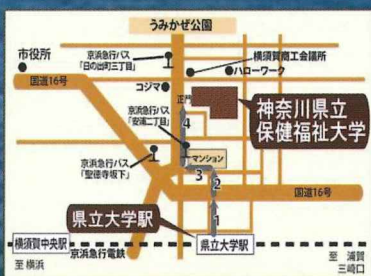 うみかぜ公園
市役所
京浜急行バス
「日の出町三丁目」
横須賀商工会議所
ハローワーク
国道16号
コジマ
正門
神奈川県立
保健福祉大学
京浜急行バス
「安浦二丁目」
4
マンション
京浜急行バス
「聖徳寺坂下」
3
2
国道16号
県立大学駅
1
横須賀中央駅
県立大学駅
京浜急行電鉄
至 横浜
至 浦賀
三崎口